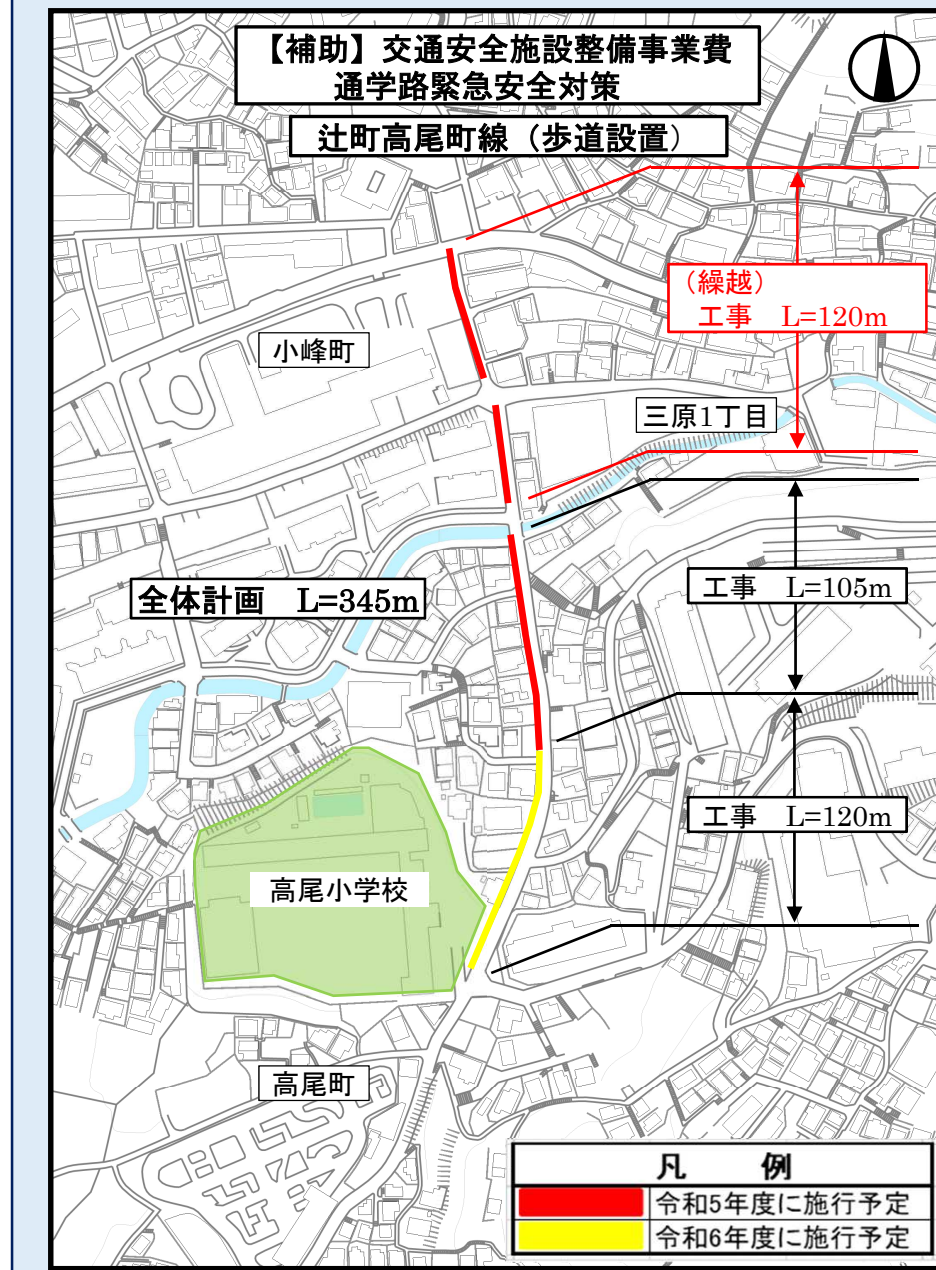 【補助】交通安全施設整備事業費
通学路緊急安全対策
辻町高尾町線（歩道設置）
（繰越）
工事　L=120m
小峰町
三原1丁目
工事　L=105m
全体計画　L=345m
工事　L=120m
高尾小学校
高尾町
凡　例
令和5年度に施行予定
令和6年度に施行予定